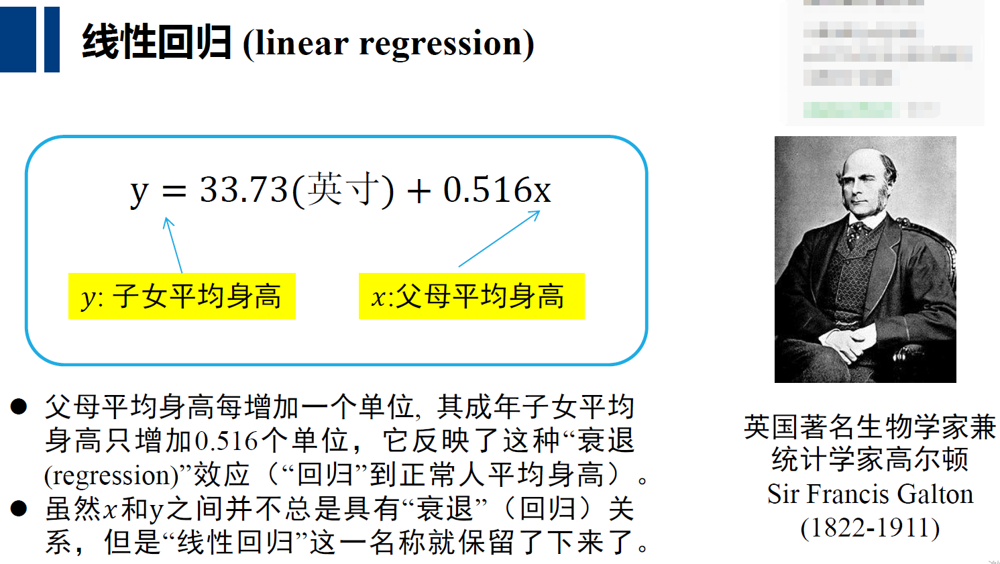 线性回归 (linear regression)
y = 33.73(英寸) + 0.516x
y: 子女平均身高
x:父母平均身高
● 父母平均身高每增加一个单位, 其成年子女平均
身高只增加0.516个单位，它反映了这种“衰退
(regression)”效应（“回归”到正常人平均身高）。
● 虽然x和y之间并不总是具有“衰退”（回归）关
系，但是“线性回归”这一名称就保留了下来了。
英国著名生物学家兼
统计学家高尔顿
Sir Francis Galton
(1822-1911)